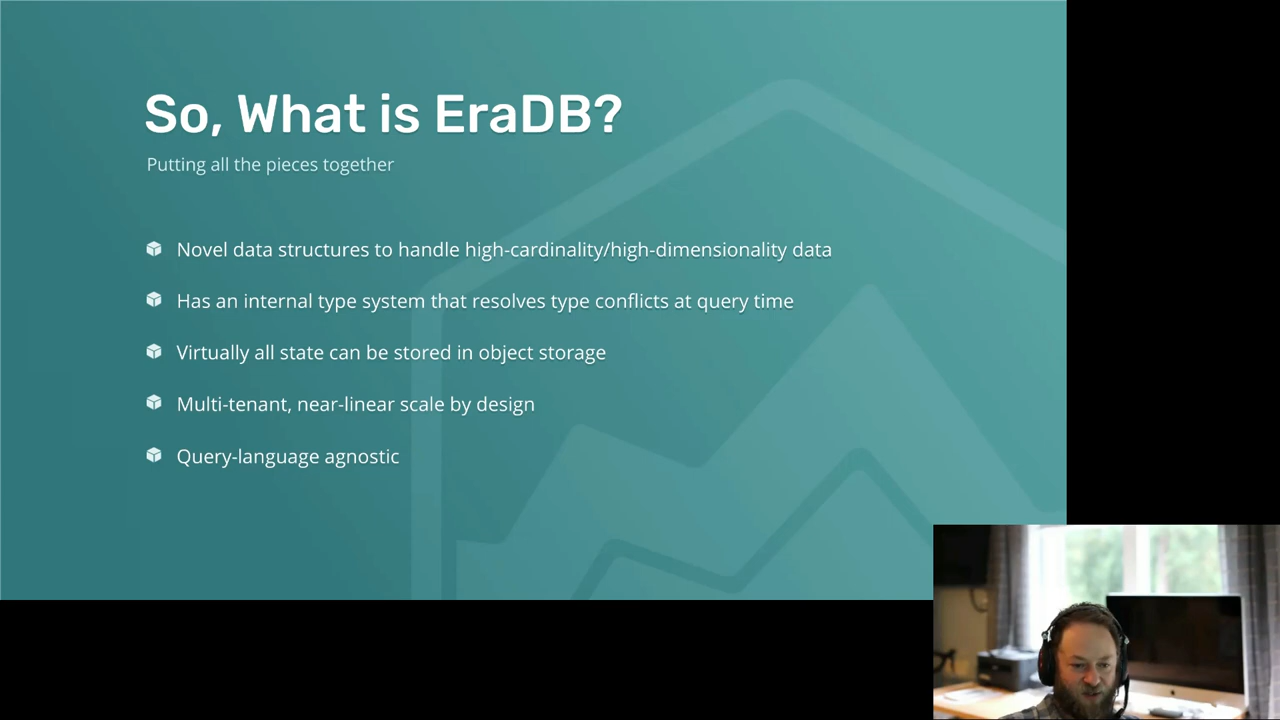 So, What is EraDB?
Putting all the pieces together
Novel data structures to handle high-cardinality/high-dimensionality data
Has an internal type system that resolves type conflicts at query time
Virtually all state can be stored in object storage
Multi-tenant, near-linear scale by design
Query-language agnostic